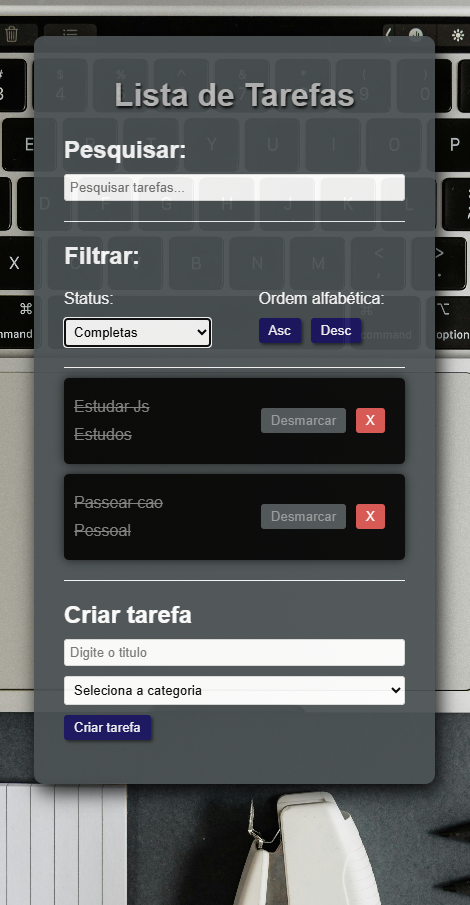 Lista de Tarefas
Pesquisar:
Pesquisar tarefas...
Filtrar:
Status:
Ordem alfabética:
Completas
Asc
Desc
Estudar Js
Estudos
Desmarcar
X
Passear cao
Pessoal
Desmarcar
X
Criar tarefa
Digite o titulo
Seleciona a categoria
Criar tarefa